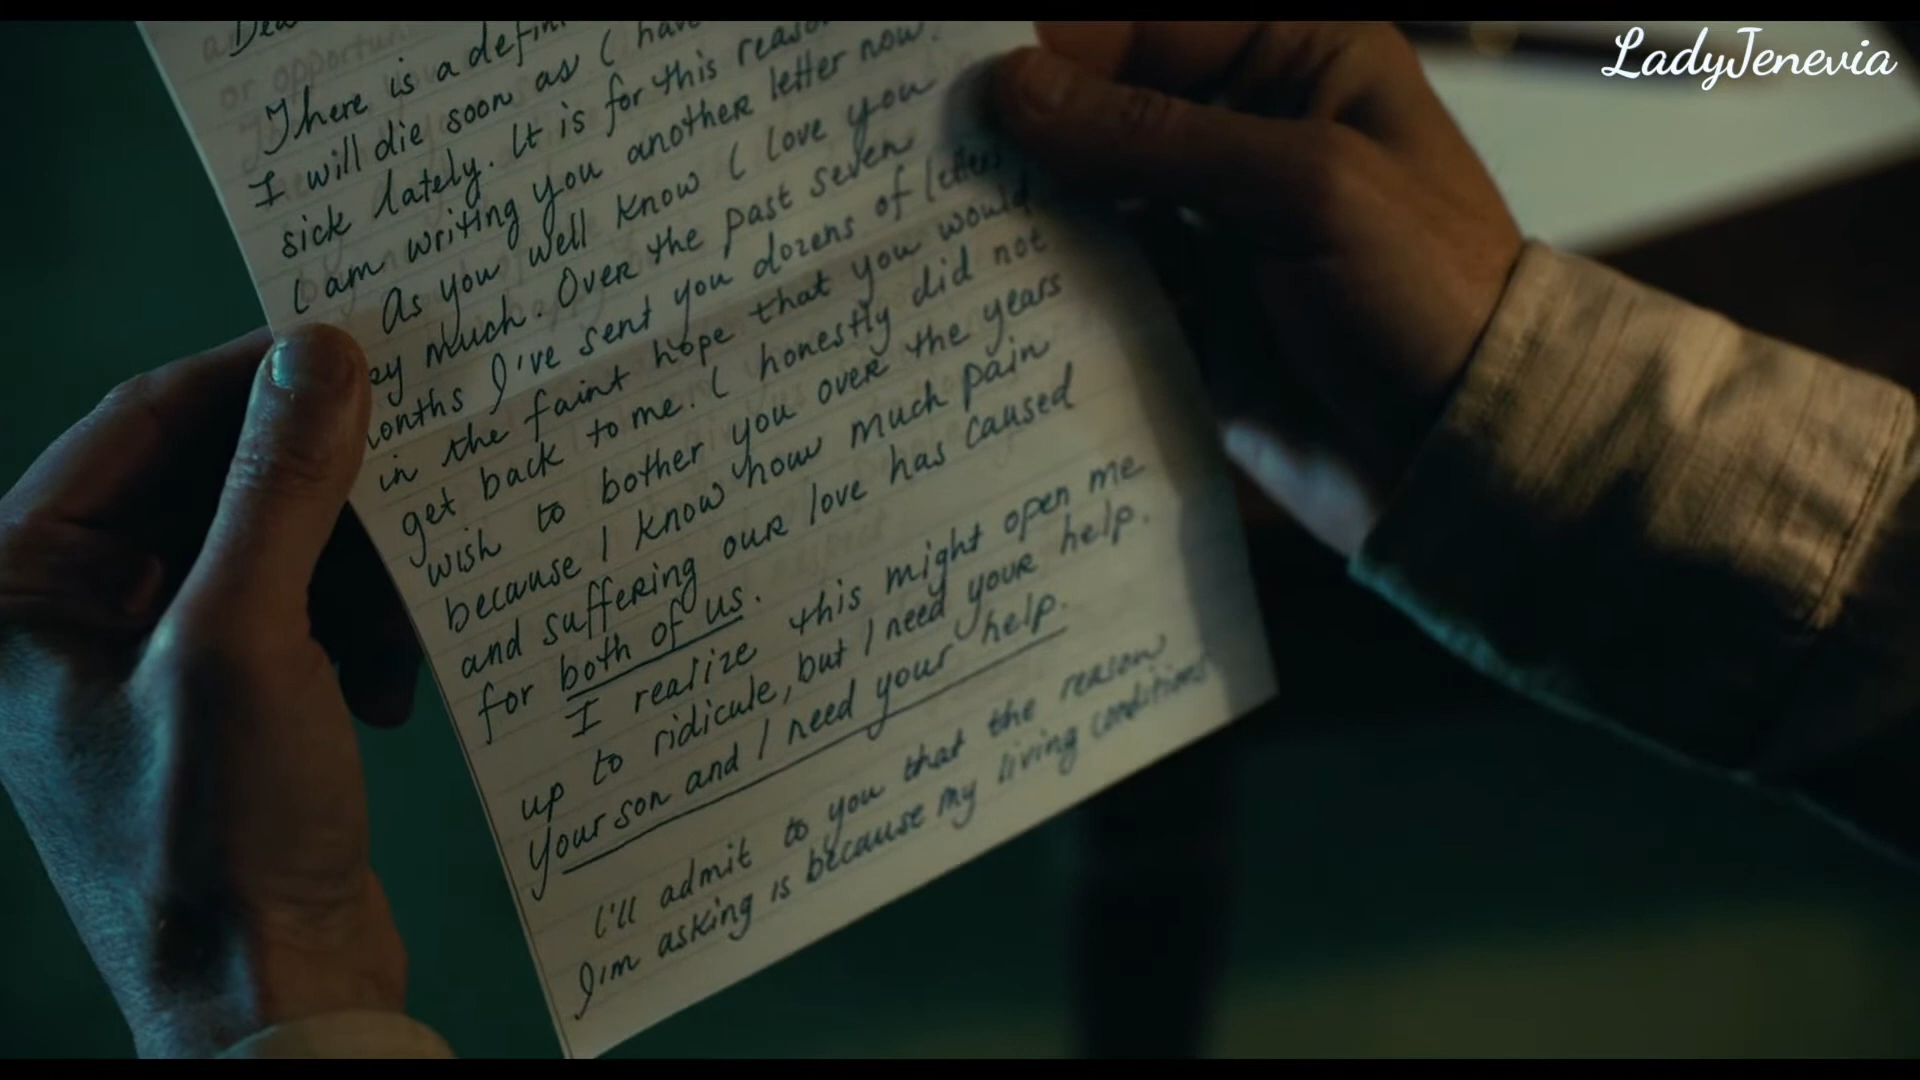 LadyJenevia
There is a defin
I will die soon as I have
sick lately. It is for this reason
I am writing you another letter now.
As you well know I love you
ey much. Over the past seven
onths I've sent you dozens of letters
in the faint hope that you would
get back to me. I honestly did not
wish to bother you over the years
because I know how much pain
and suffering our love has caused
for both of us.
I realize this might open me
up to ridicule, but I need your help.
Your son and I need your help.
I'll admit to you that the reason
I'm asking is because my living conditions